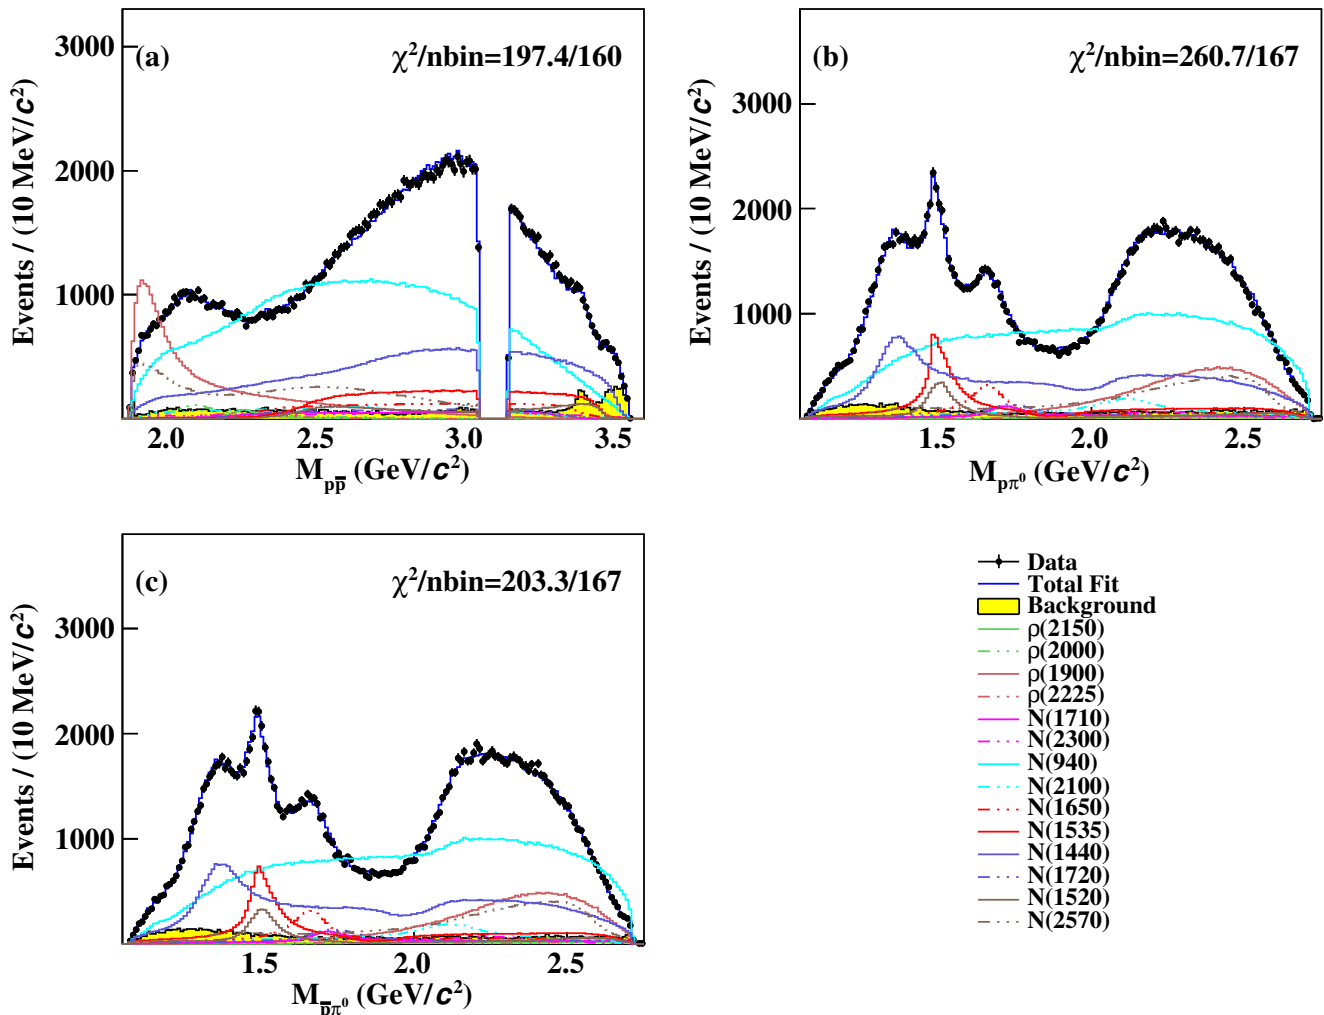 (a) χ²/nbin=197.4/160
Events / (10 MeV/c²)
3000
2000
1000
2.0 2.5 3.0 3.5
M_pp̅ (GeV/c²)
(b) χ²/nbin=260.7/167
Events / (10 MeV/c²)
3000
2000
1000
1.5 2.0 2.5
M_pπ⁰ (GeV/c²)
(c) χ²/nbin=203.3/167
Events / (10 MeV/c²)
3000
2000
1000
1.5 2.0 2.5
M_p̅π⁰ (GeV/c²)
Data
Total Fit
Background
ρ(2150)
ρ(2000)
ρ(1900)
ρ(2225)
N(1710)
N(2300)
N(940)
N(2100)
N(1650)
N(1535)
N(1440)
N(1720)
N(1520)
N(2570)